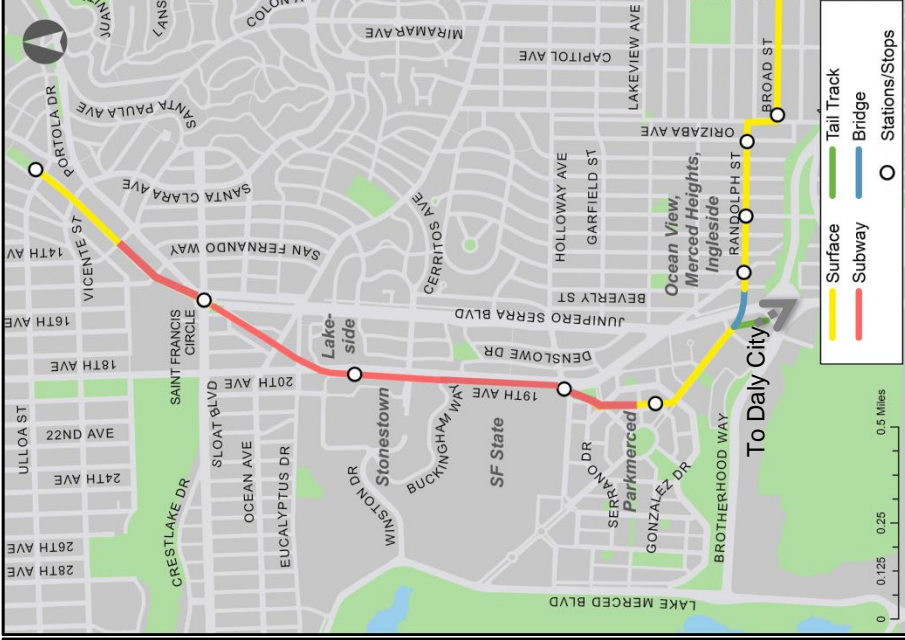 COLON
MIRAMAR AVE
CAPITOL AVE
LAKEVIEW AVE
PORTOLA DR
SANTA PAULA AVE
BROAD ST
ORIZABA AVE
SANTA CLARA AVE
14TH AV
VICENTE ST
SAN FERNANDO WAY
CERRITOS AVE
HOLLOWAY AVE
GARFIELD ST
Ocean View,
Merced Heights,
Ingleside
RANDOLPH ST
BEVERLY ST
JUNIPERO SERRA BLVD
16TH AVE
18TH AVE
SAINT FRANCIS
CIRCLE
Lake-
side
DENSLOWE DR
20TH AVE
19TH AVE
ULLOA ST
22ND AVE
24TH AVE
26TH AVE
28TH AVE
SLOAT BLVD
OCEAN AVE
EUCALYPTUS DR
CRESTLAKE DR
Stonestown
WINSTON DR
BUCKINGHAM WAY
SF State
SERRANO DR
Parkmerced
GONZALEZ DR
BROTHERHOOD WAY
LAKE MERCED BLVD
To Daly City
Surface
Subway
Tail Track
Bridge
Stations/Stops
0 0.125 0.25 0.5 Miles